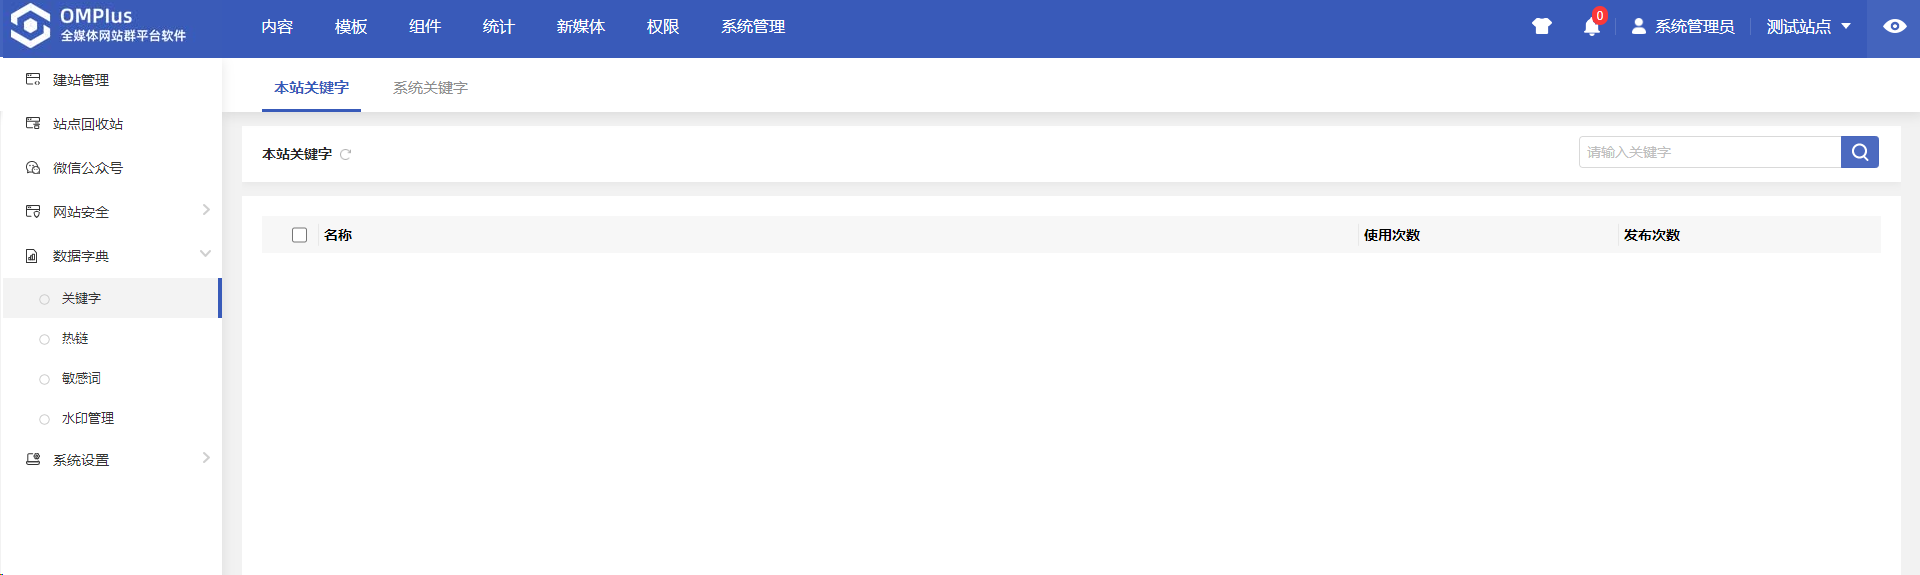 OMPlus
全媒体网站群平台软件
内容 模板 组件 统计 新媒体 权限 系统管理
0
系统管理员 测试站点
建站管理
站点回收站
微信公众号
网站安全
数据字典
关键字
热链
敏感词
水印管理
系统设置
本站关键字 系统关键字
本站关键字
请输入关键字
名称 使用次数 发布次数